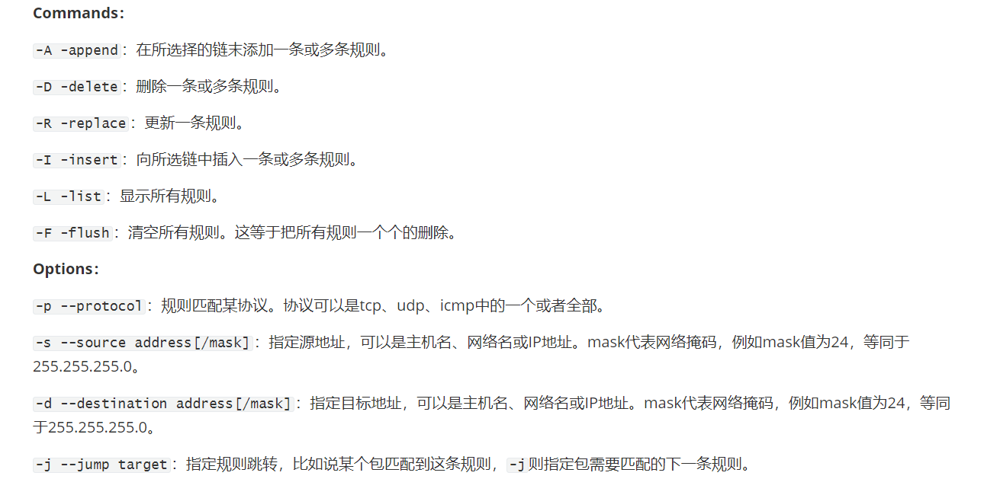 Commands：
-A -append：在所选择的链末添加一条或多条规则。
-D -delete：删除一条或多条规则。
-R -replace：更新一条规则。
-I -insert：向所选链中插入一条或多条规则。
-L -list：显示所有规则。
-F -flush：清空所有规则。这等于把所有规则一个个的删除。
Options：
-p --protocol：规则匹配某协议。协议可以是tcp、udp、icmp中的一个或者全部。
-s --source address[/mask]：指定源地址，可以是主机名、网络名或IP地址。mask代表网络掩码，例如mask值为24，等同于
255.255.255.0。
-d --destination address[/mask]：指定目标地址，可以是主机名、网络名或IP地址。mask代表网络掩码，例如mask值为24，等同
于255.255.255.0。
-j --jump target：指定规则跳转，比如说某个包匹配到这条规则，-j则指定包需要匹配的下一条规则。